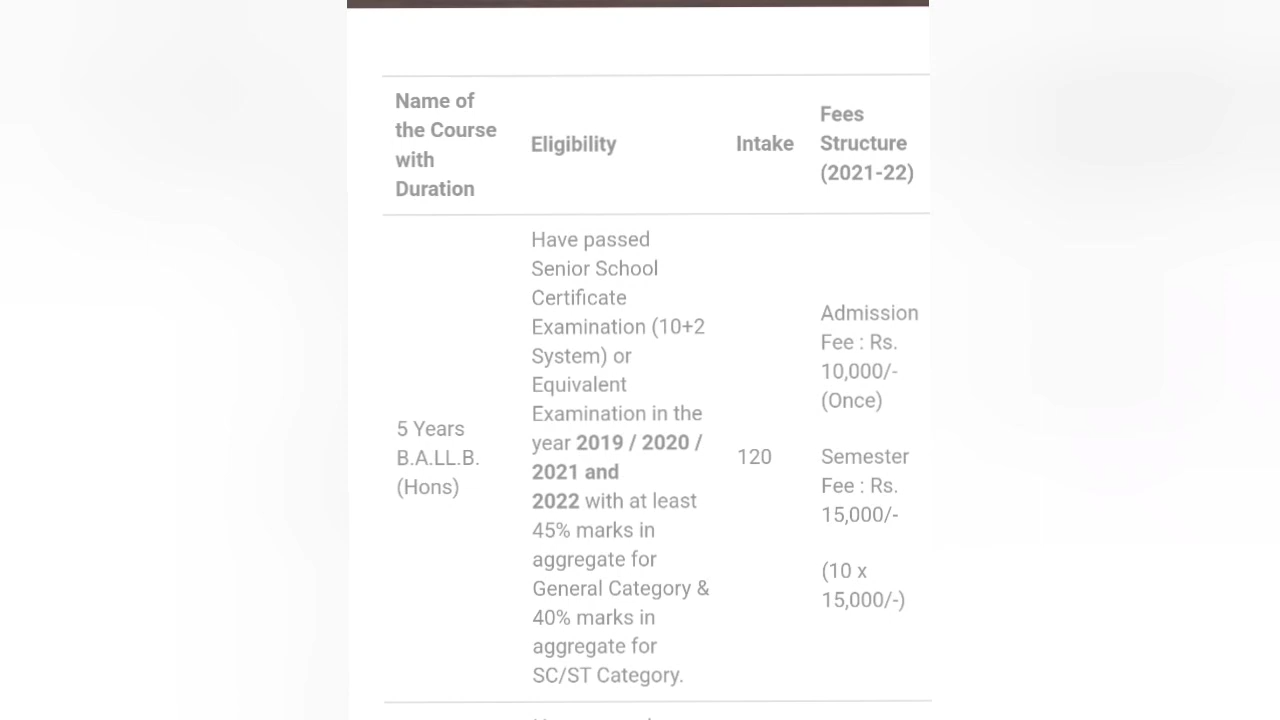 Name of
the Course
with
Duration
Eligibility
Intake
Fees
Structure
(2021-22)
5 Years
B.A.LL.B.
(Hons)
Have passed
Senior School
Certificate
Examination (10+2
System) or
Equivalent
Examination in the
year 2019 / 2020 /
2021 and
2022 with at least
45% marks in
aggregate for
General Category &
40% marks in
aggregate for
SC/ST Category.
120
Admission
Fee : Rs.
10,000/-
(Once)
Semester
Fee : Rs.
15,000/-
(10 x
15,000/-)